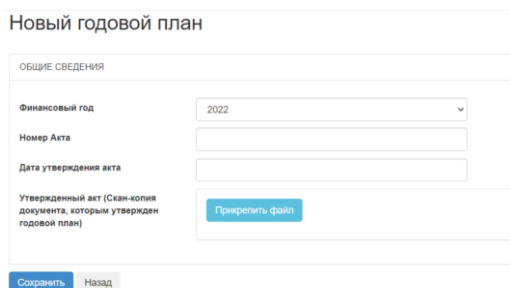 Новый годовой план
ОБЩИЕ СВЕДЕНИЯ
Финансовый год
2022
Номер Акта
Дата утверждения акта
Утвержденный акт (Скан-копия
документа, которым утвержден
годовой план)
Прикрепить файл
Сохранить Назад